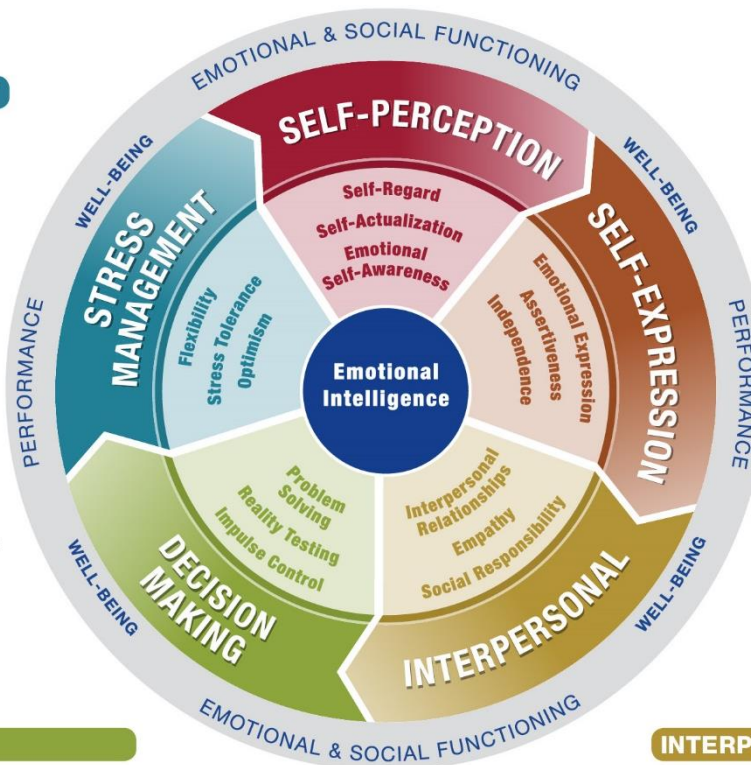 EMOTIONAL & SOCIAL FUNCTIONING
WELL-BEING
PERFORMANCE
WELL-BEING
EMOTIONAL & SOCIAL FUNCTIONING
WELL-BEING
PERFORMANCE
WELL-BEING
SELF-PERCEPTION
Self-Regard
Self-Actualization
Emotional
Self-Awareness
SELF-EXPRESSION
Emotional Expression
Assertiveness
Independence
INTERPERSONAL
Interpersonal
Relationships
Empathy
Social Responsibility
DECISION
MAKING
Problem
Solving
Reality Testing
Impulse Control
STRESS
MANAGEMENT
Flexibility
Stress Tolerance
Optimism
Emotional
Intelligence
INTERP